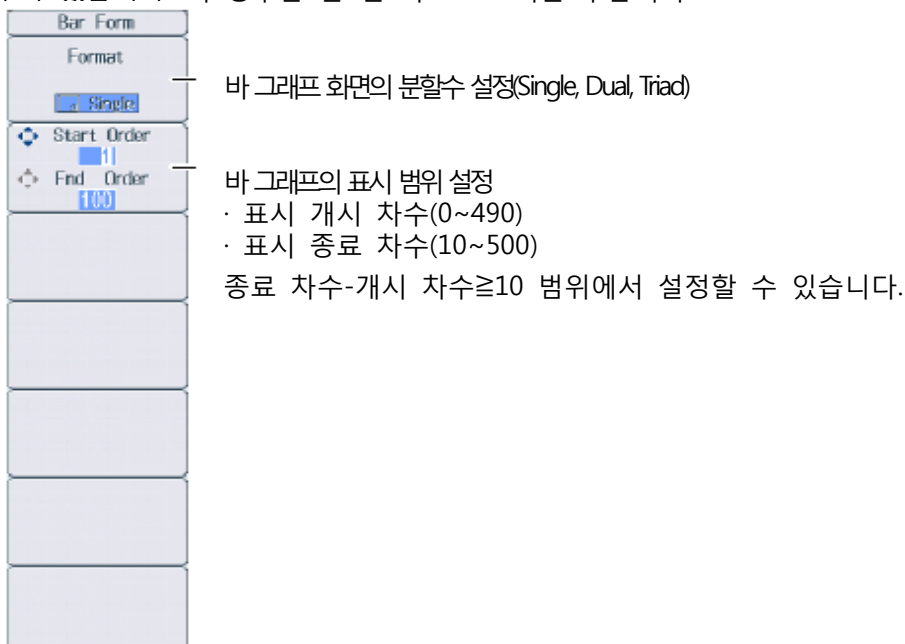 Bar Form
Format
Single
바 그래프 화면의 분할수 설정(Single, Dual, Triad)
Start Order
1
End Order
100
바 그래프의 표시 범위 설정
· 표시 개시 차수(0~490)
· 표시 종료 차수(10~500)
종료 차수-개시 차수≧10 범위에서 설정할 수 있습니다.